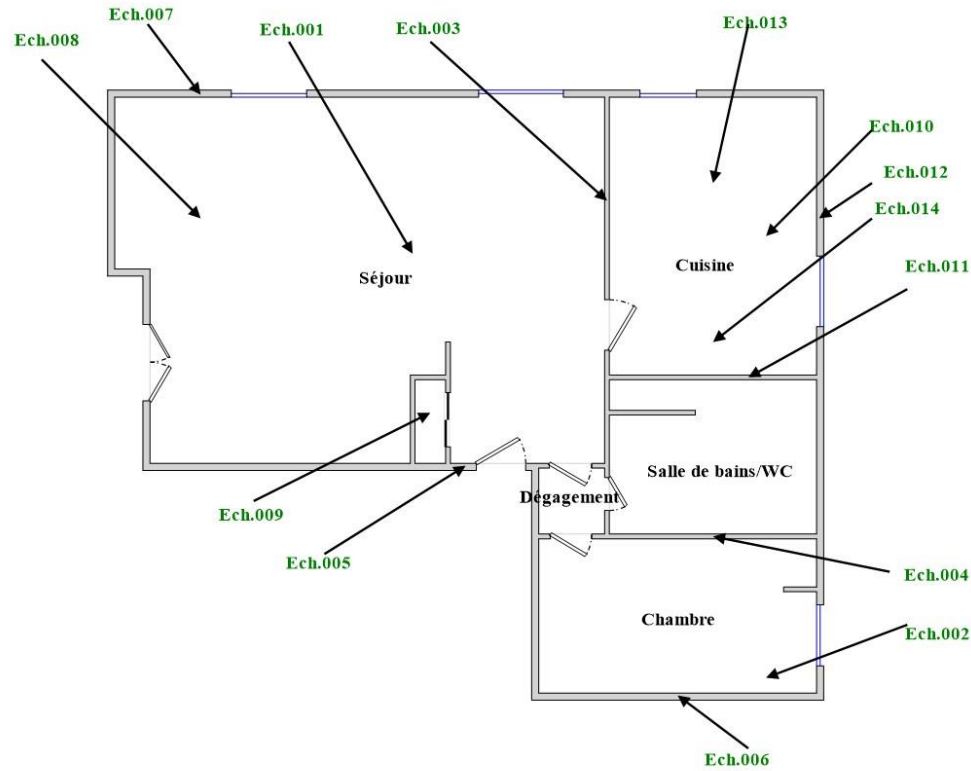 Ech.007
Ech.008
Ech.001
Ech.003
Ech.013
Ech.010
Ech.012
Ech.014
Ech.011
Séjour
Cuisine
Salle de bains/WC
Dégagement
Ech.009
Ech.005
Ech.004
Chambre
Ech.002
Ech.006